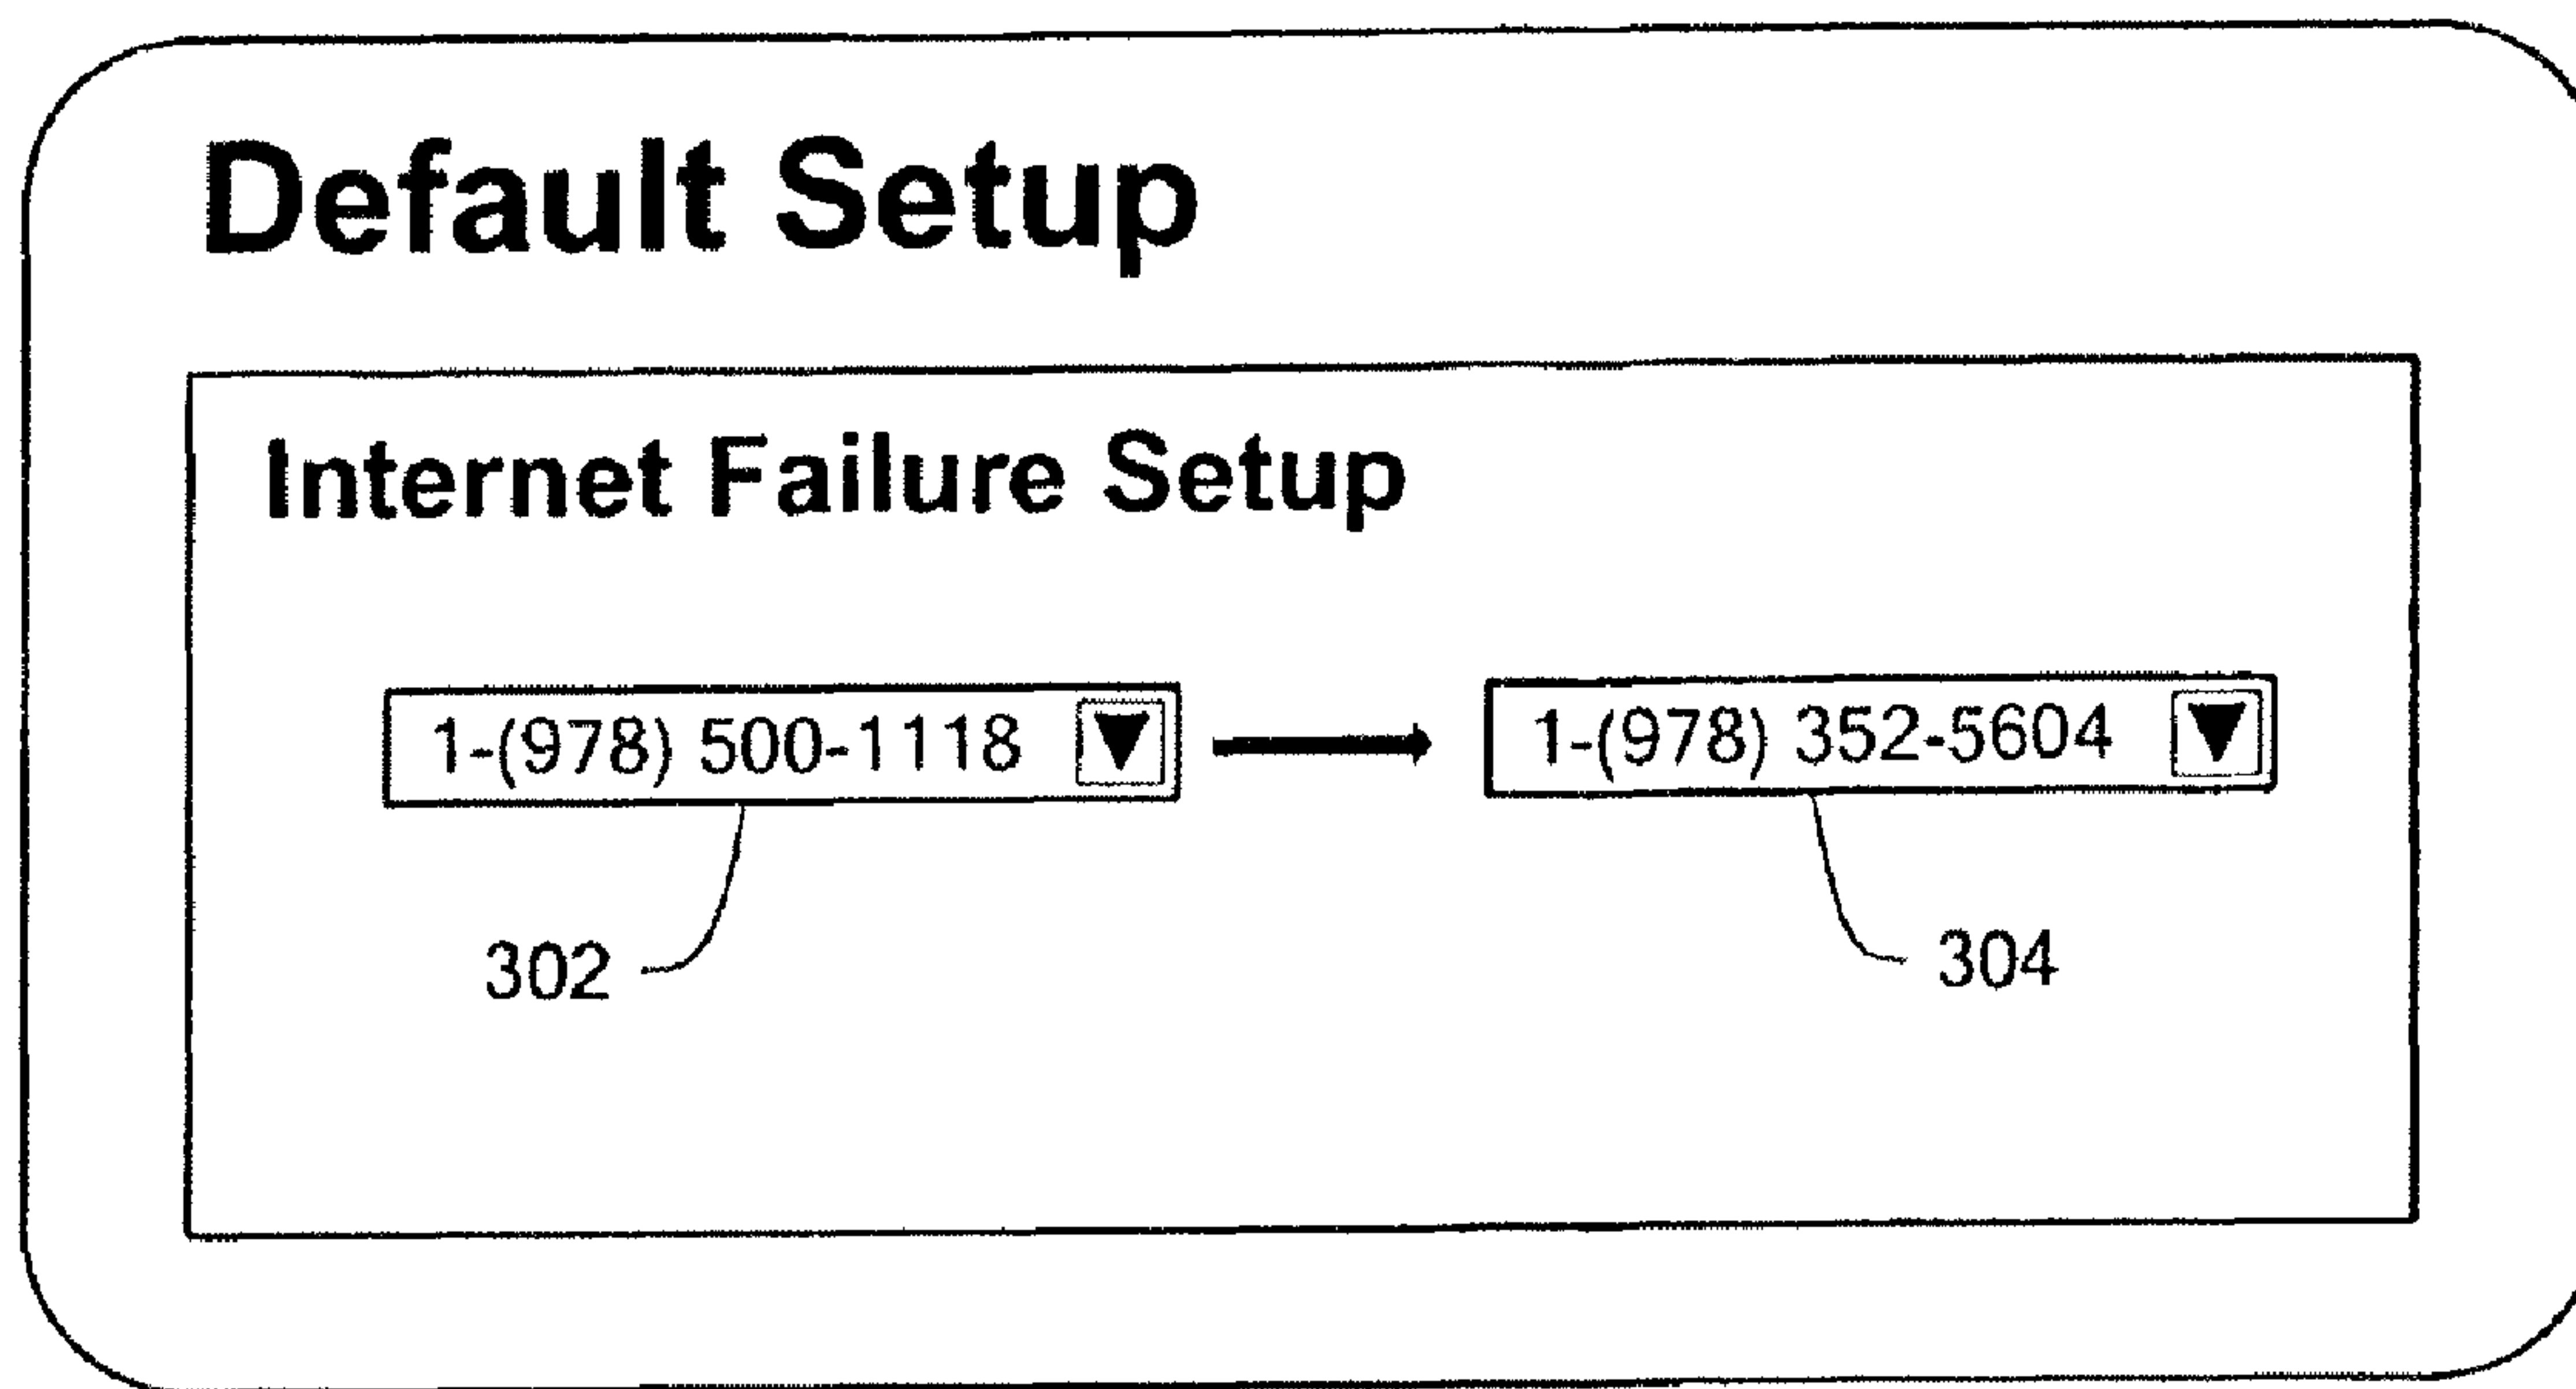 Default Setup
Internet Failure Setup
1-(978) 500-1118
1-(978) 352-5604
302
304